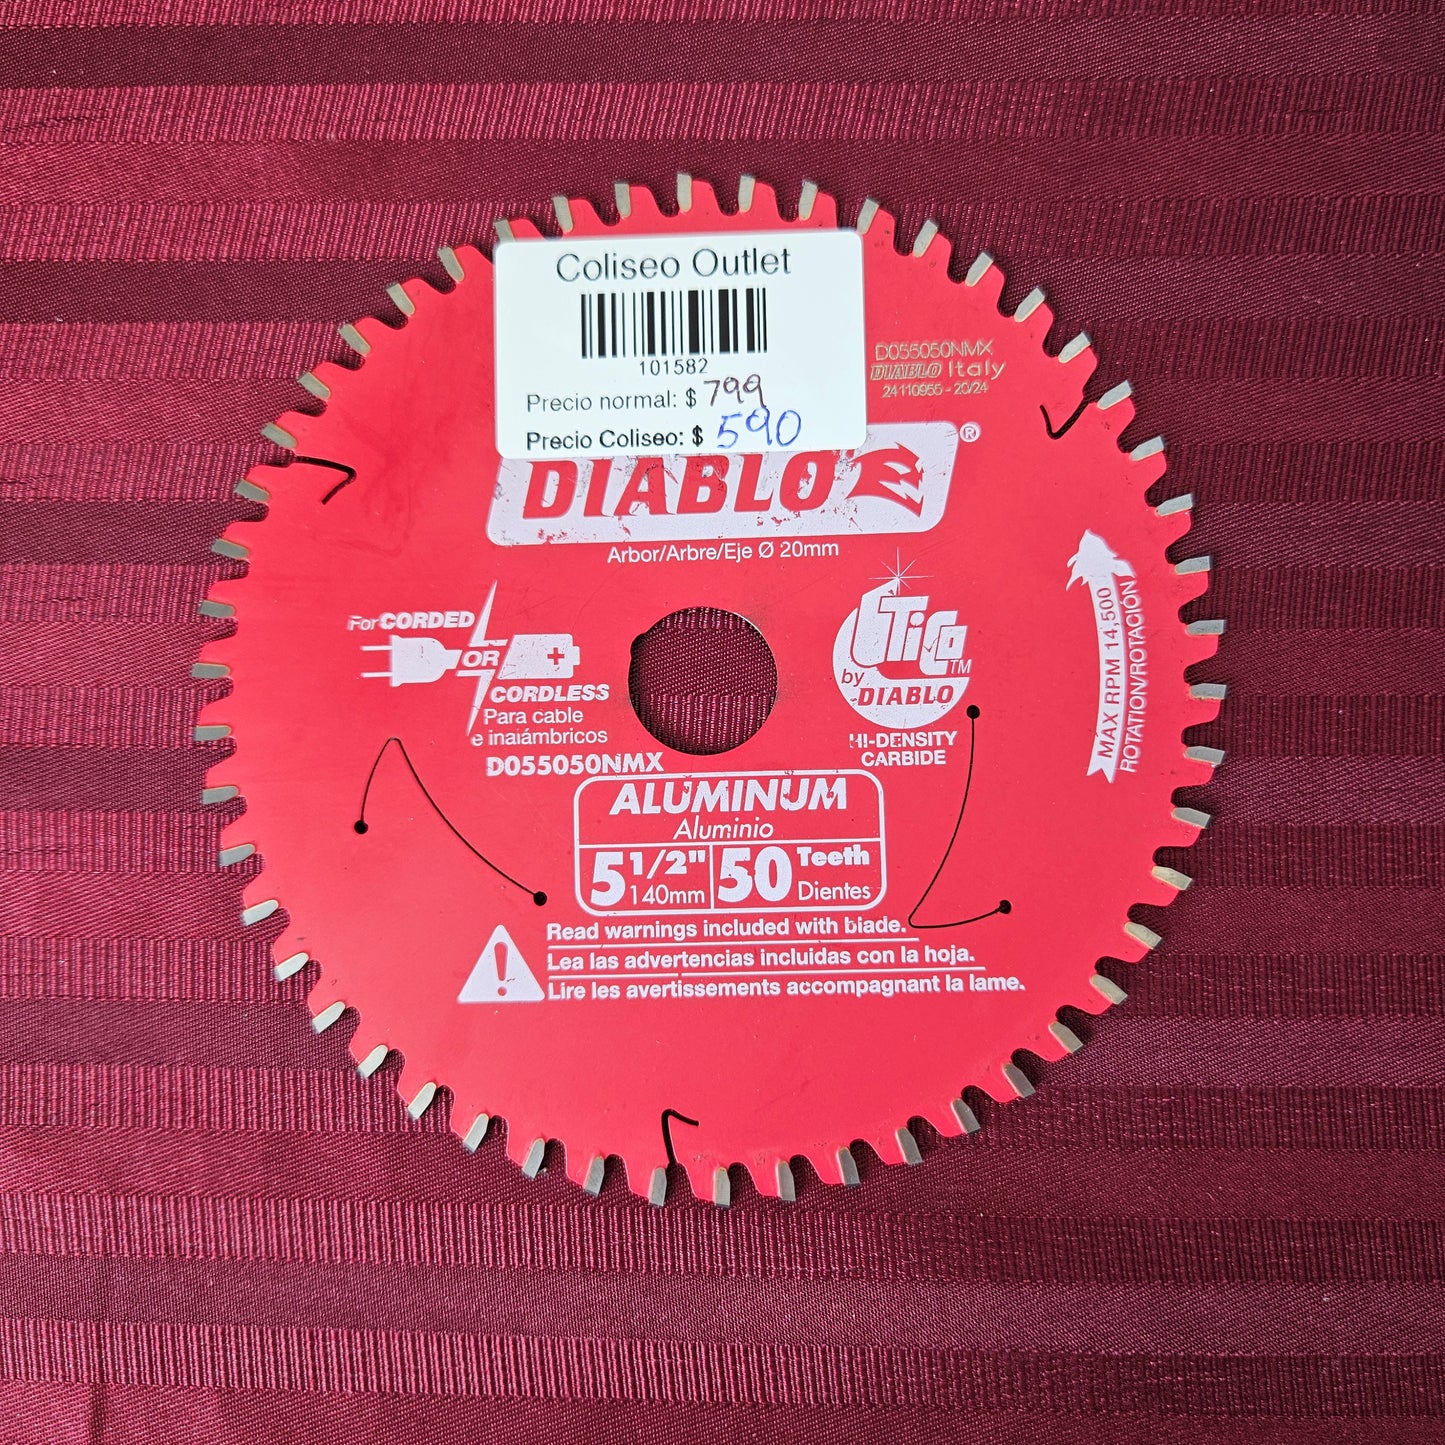 Coliseo Outlet
101582
Precio normal: $ 799
Precio Coliseo: $ 590
D055050NMX
DIABLO Italy
24110955 - 20/24
DIABLO ®
Arbor/Arbre/Eje Ø 20mm
For CORDED
OR
CORDLESS
Para cable
e inalámbricos
D055050NMX
TiCo TM
by DIABLO
HI-DENSITY
CARBIDE
MAX RPM 14,500
ROTATION/ROTACIÓN
ALUMINUM
Aluminio
5 1/2" 50 Teeth
140mm Dientes
Read warnings included with blade.
Lea las advertencias incluidas con la hoja.
Lire les avertissements accompagnant la lame.